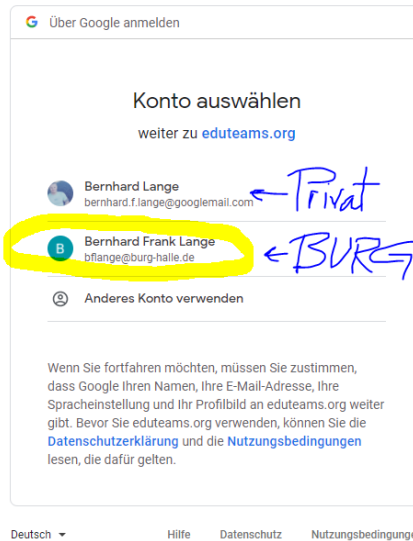 Über Google anmelden
Konto auswählen
weiter zu eduteams.org
Bernhard Lange
bernhard.f.lange@googlemail.com ← Privat
Bernhard Frank Lange
bflange@burg-halle.de ← BURG
B
Anderes Konto verwenden
Wenn Sie fortfahren möchten, müssen Sie zustimmen,
dass Google Ihren Namen, Ihre E-Mail-Adresse, Ihre
Spracheinstellung und Ihr Profilbild an eduteams.org weiter
gibt. Bevor Sie eduteams.org verwenden, können Sie die
Datenschutzerklärung und die Nutzungsbedingungen
lesen, die dafür gelten.
Deutsch Hilfe Datenschutz Nutzungsbedingunge